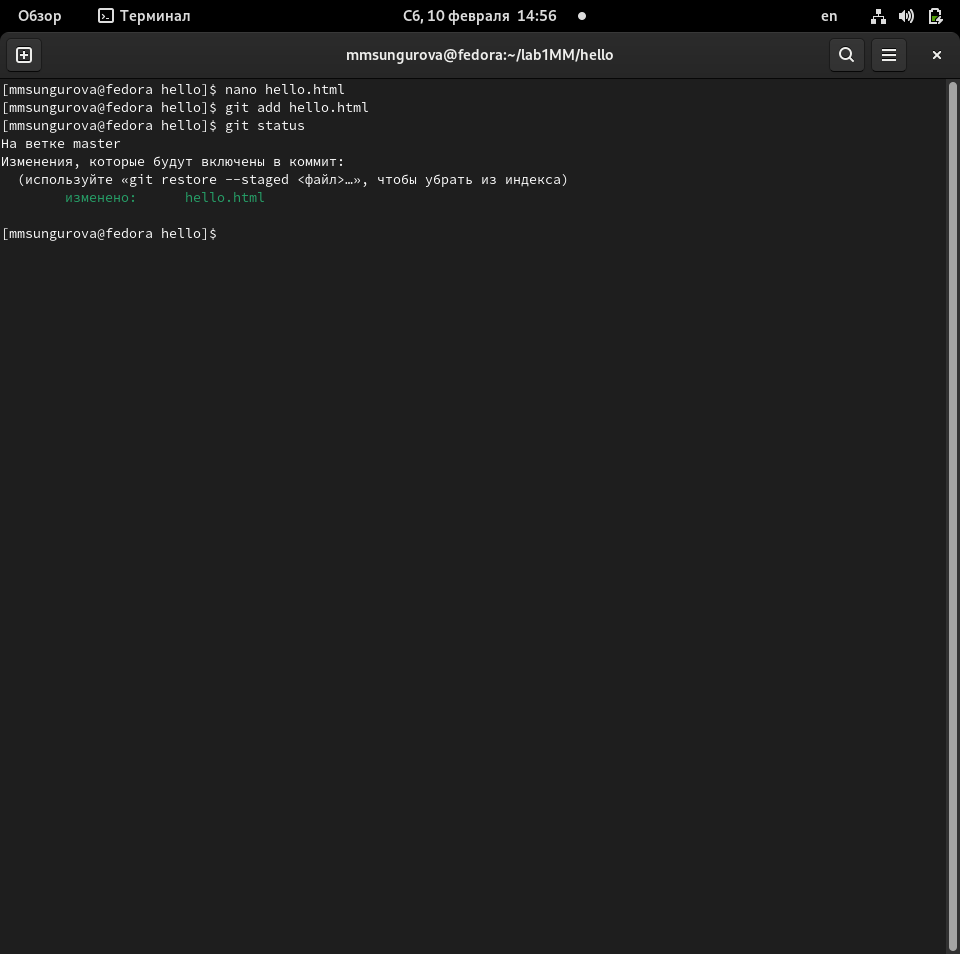 Обзор Терминал Сб, 10 февраля 14:56 en
mmsungurova@fedora:~/lab1MM/hello
[mmsungurova@fedora hello]$ nano hello.html
[mmsungurova@fedora hello]$ git add hello.html
[mmsungurova@fedora hello]$ git status
На ветке master
Изменения, которые будут включены в коммит:
  (используйте «git restore --staged <файл>…», чтобы убрать из индекса)
        изменено:      hello.html
[mmsungurova@fedora hello]$